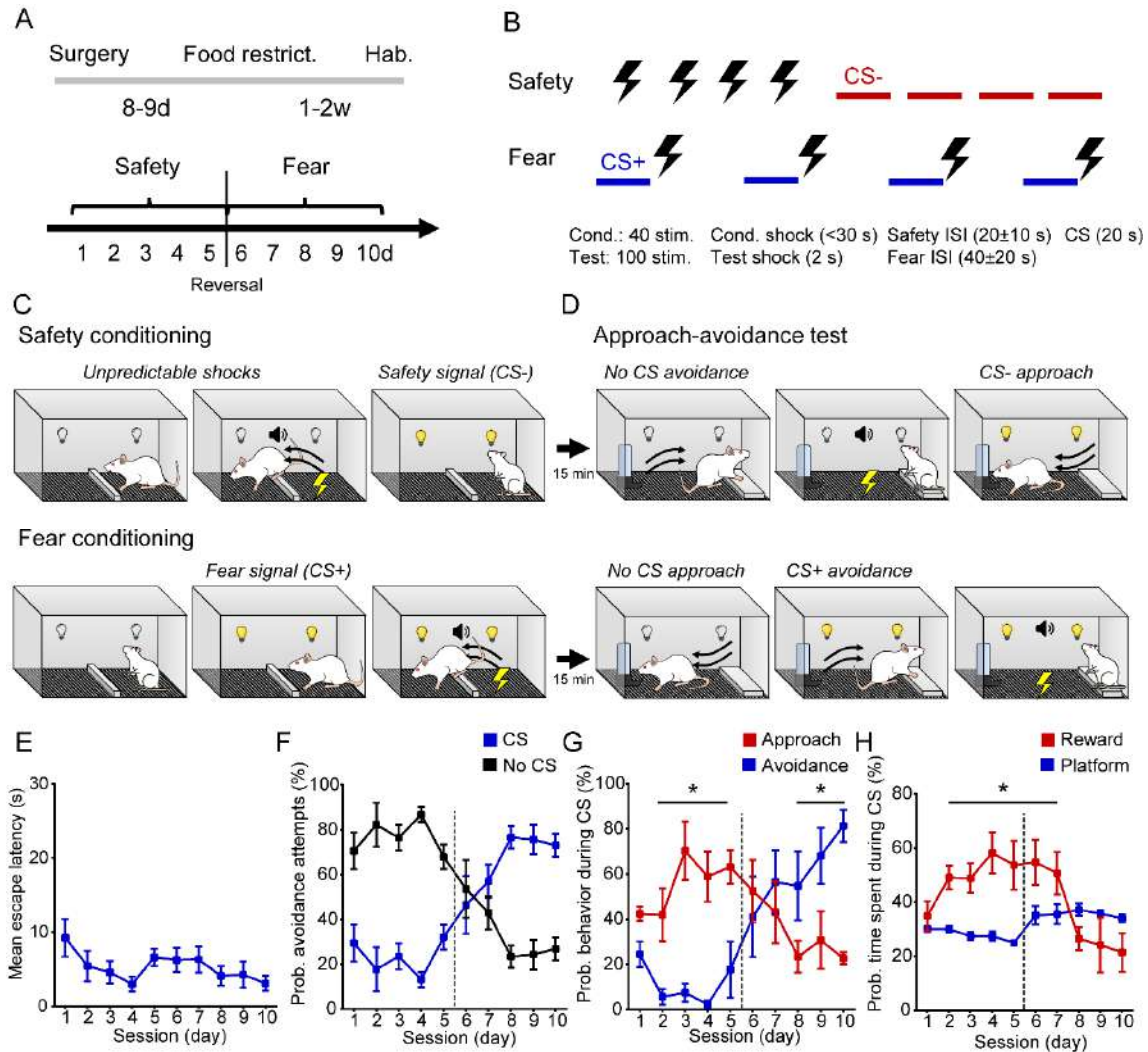 A
Surgery Food restrict. Hab.
8-9d 1-2w
Safety Fear
1 2 3 4 5 6 7 8 9 10d
Reversal
B
Safety
CS-
Fear
CS+
Cond.: 40 stim. Cond. shock (<30 s) Safety ISI (20±10 s) CS (20 s)
Test: 100 stim. Test shock (2 s) Fear ISI (40±20 s)
C
Safety conditioning
Unpredictable shocks Safety signal (CS-)
D
Approach-avoidance test
No CS avoidance CS- approach
15 min
Fear conditioning
Fear signal (CS+)
No CS approach CS+ avoidance
15 min
E
Mean escape latency (s)
30
20
10
0
1 2 3 4 5 6 7 8 9 10
Session (day)
F
CS
No CS
Prob. avoidance attempts (%)
100
80
60
40
20
0
1 2 3 4 5 6 7 8 9 10
Session (day)
G
Approach
Avoidance
Prob. behavior during CS (%)
100
80
60
40
20
0
* *
1 2 3 4 5 6 7 8 9 10
Session (day)
H
Reward
Platform
Prob. time spent during CS (%)
80
60
40
20
0
*
1 2 3 4 5 6 7 8 9 10
Session (day)